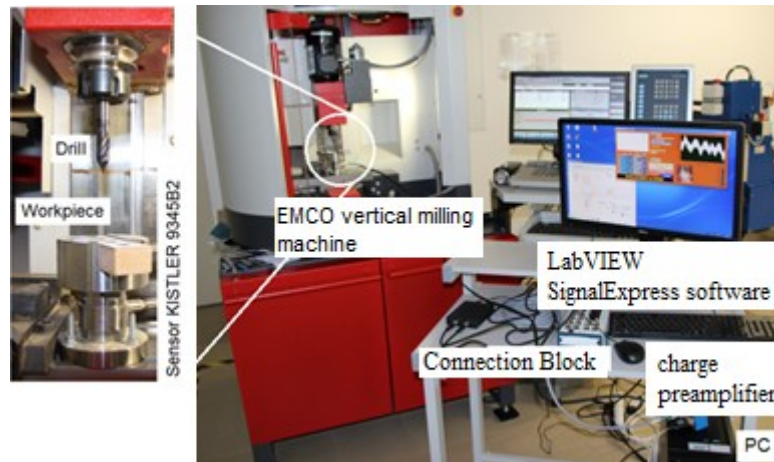 Drill
Workpiece
Sensor KISTLER 9345B2
EMCO vertical milling
machine
LabVIEW
SignalExpress software
Connection Block
charge
preamplifier
PC